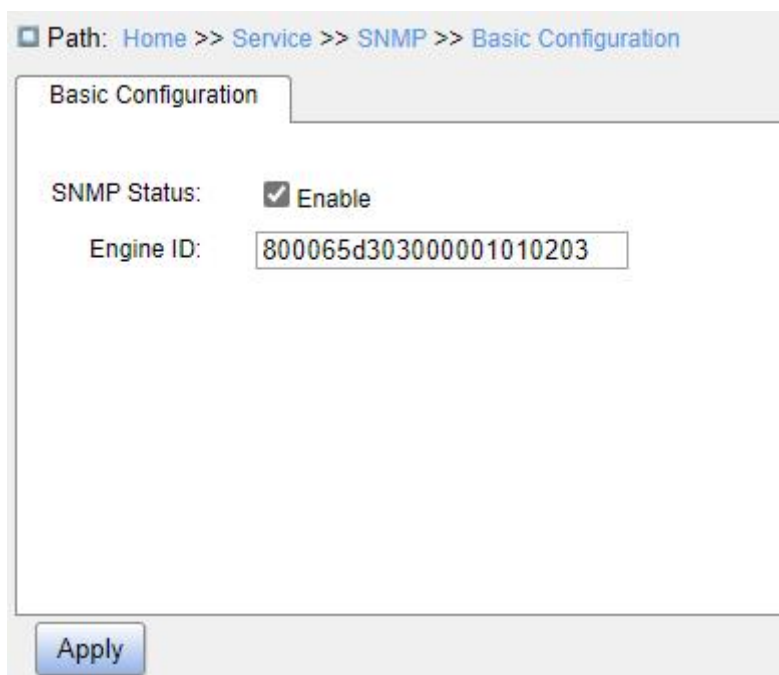 Path: Home >> Service >> SNMP >> Basic Configuration
Basic Configuration
SNMP Status: Enable
Engine ID: 800065d303000001010203
Apply